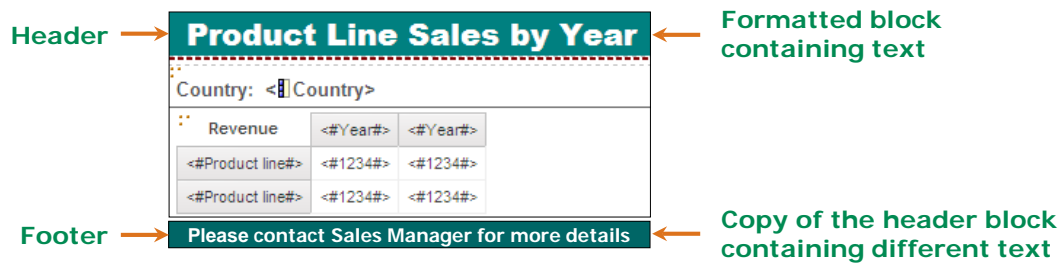 Header
Product Line Sales by Year
Formatted block
containing text
Country: <Country>
Revenue <#Year#> <#Year#>
<#Product line#> <#1234#> <#1234#>
<#Product line#> <#1234#> <#1234#>
Footer
Please contact Sales Manager for more details
Copy of the header block
containing different text